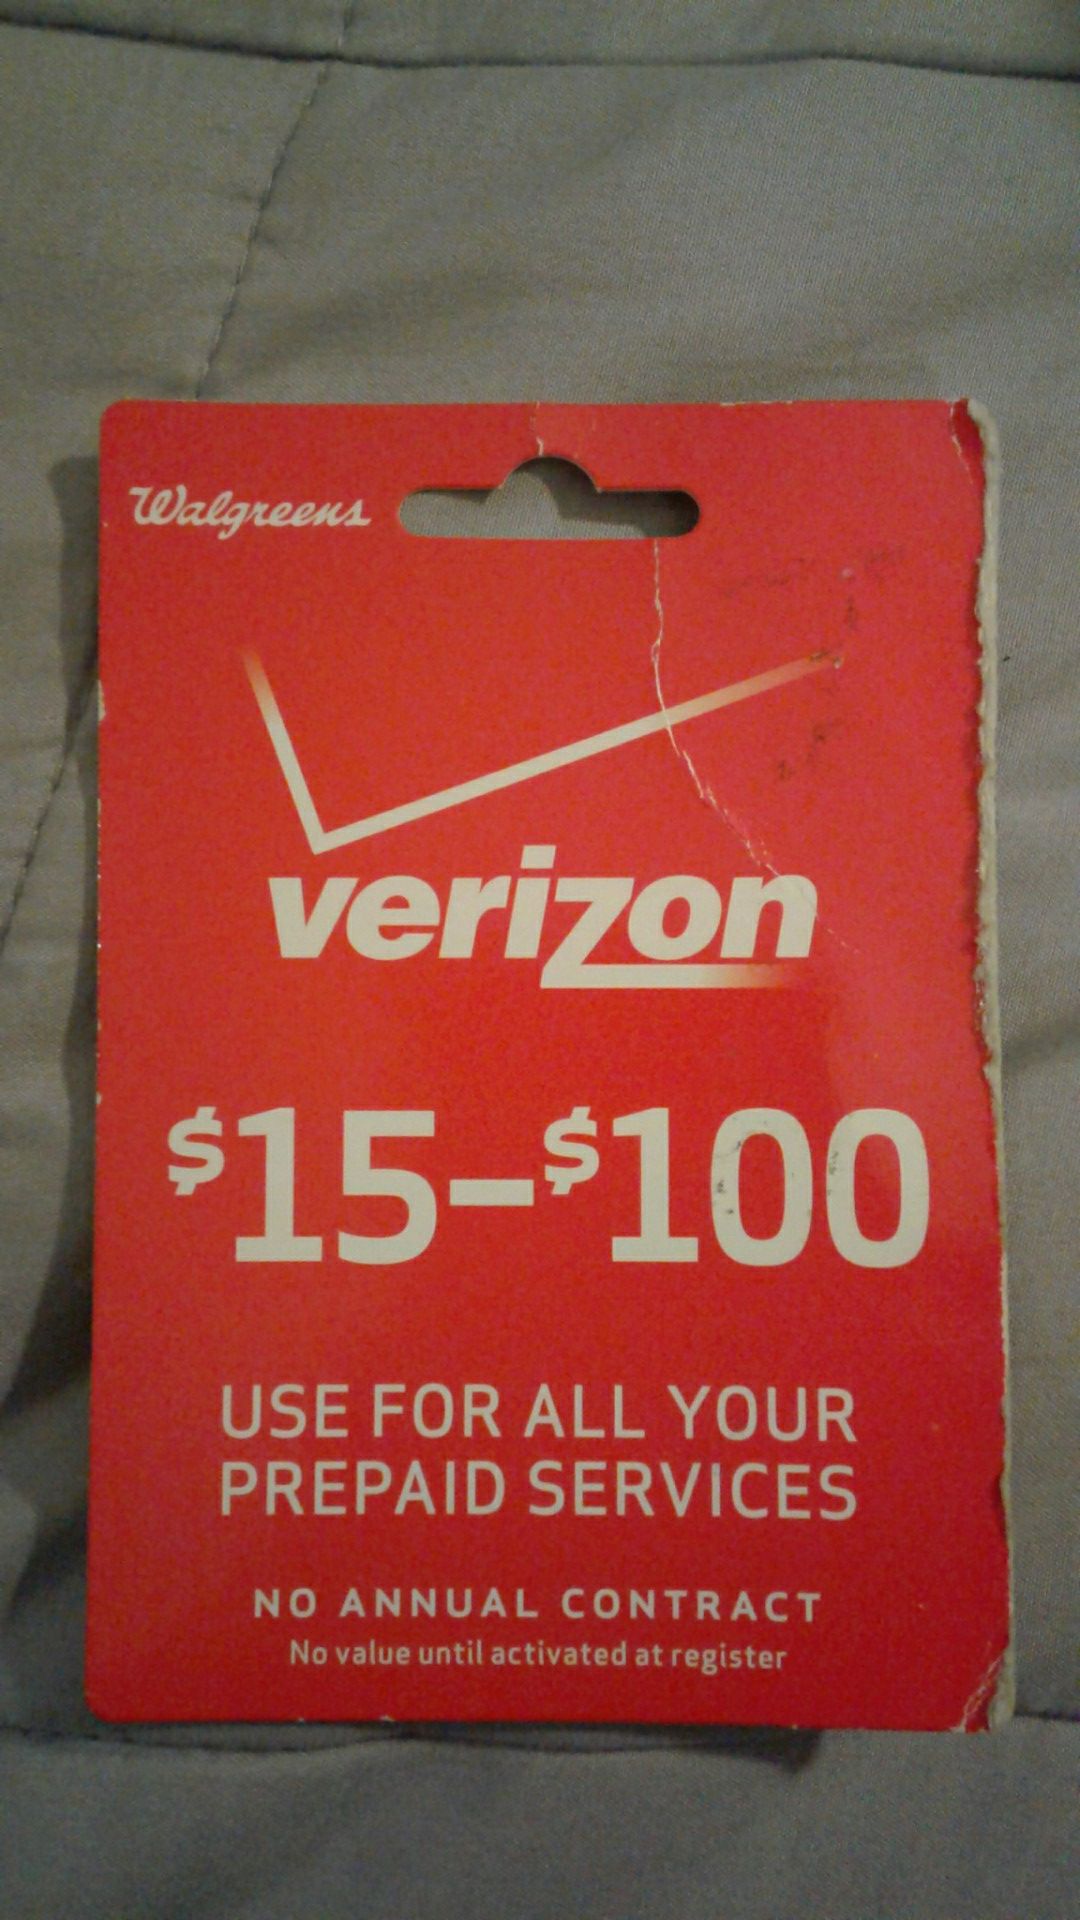 Walgreens
verizon
$15-$100
USE FOR ALL YOUR
PREPAID SERVICES
NO ANNUAL CONTRACT
No value until activated at register